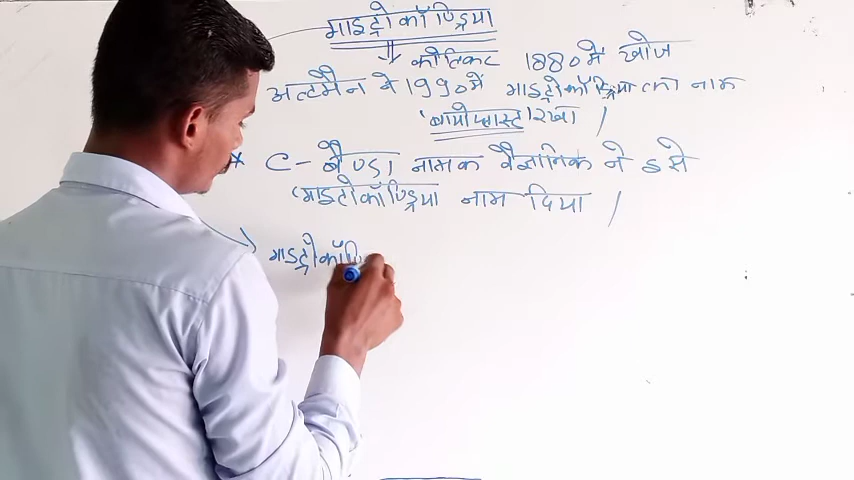 माइट्रोकॉण्ड्रिया
कोलिकर 1880 में खोज
अल्टमैन ने 1990 में माइट्रोकॉण्ड्रिया का नाम
'बायोप्लास्ट' रखा।
* C-बैण्डा नामक वैज्ञानिक ने इसे
माइटोकॉण्ड्रिया नाम दिया।
माइट्रोकॉ